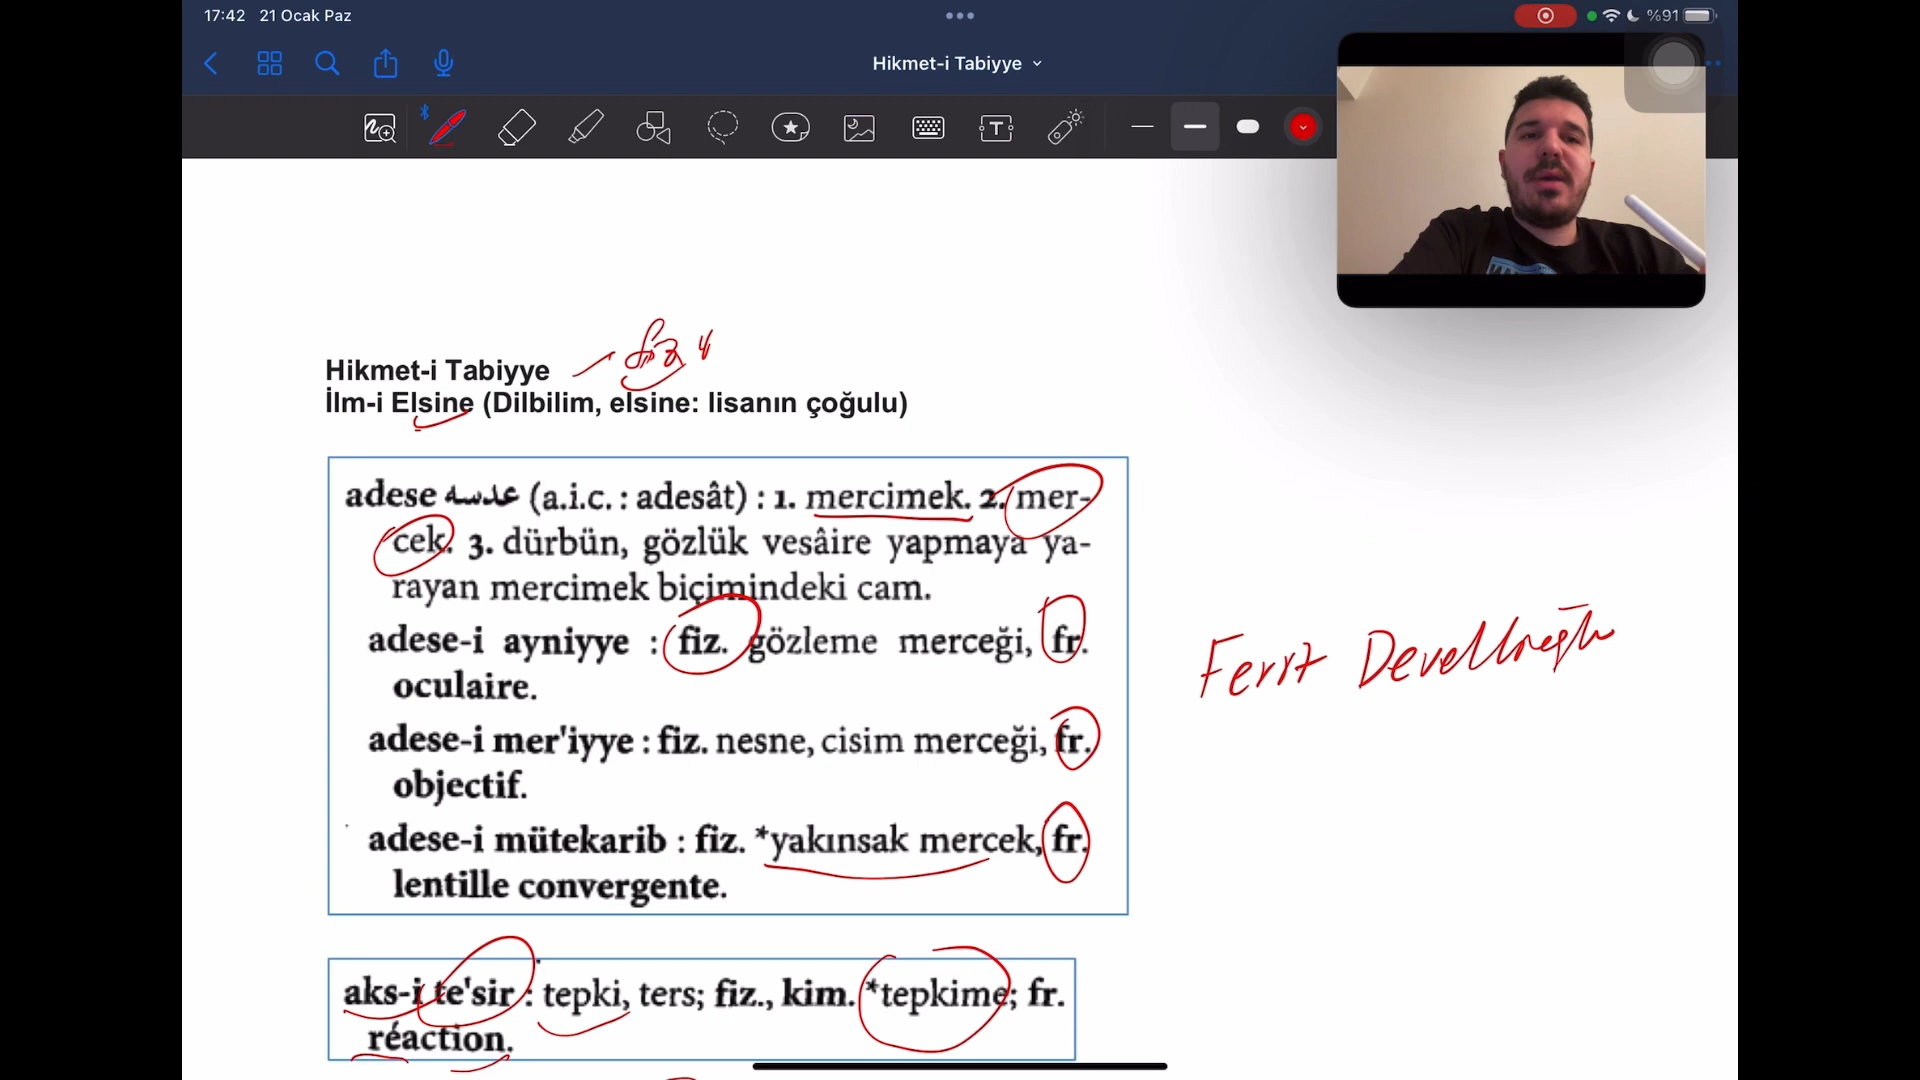 17:42 21 Ocak Paz
%91
Hikmet-i Tabiyye
T
fiz
Hikmet-i Tabiyye
İlm-i Elsine (Dilbilim, elsine: lisanın çoğulu)
adese عدسه (a.i.c. : adesât) : 1. mercimek. 2. mer-
cek. 3. dürbün, gözlük vesâire yapmaya ya-
rayan mercimek biçimindeki cam.
adese-i ayniyye : fiz. gözleme merceği, fr.
oculaire.
Ferit Devellioğlu
adese-i mer'iyye : fiz. nesne, cisim merceği, fr.
objectif.
adese-i mütekarib : fiz. *yakınsak mercek, fr.
lentille convergente.
aks-i te'sir : tepki, ters; fiz., kim. *tepkime; fr.
réaction.